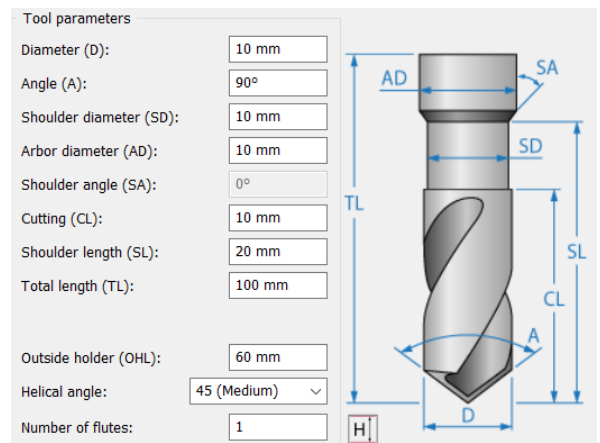 Tool parameters
Diameter (D): 10 mm
Angle (A): 90°
Shoulder diameter (SD): 10 mm
Arbor diameter (AD): 10 mm
Shoulder angle (SA): 0°
Cutting (CL): 10 mm
Shoulder length (SL): 20 mm
Total length (TL): 100 mm
Outside holder (OHL): 60 mm
Helical angle: 45 (Medium)
Number of flutes: 1
H
AD
SA
SD
TL
SL
CL
A
D